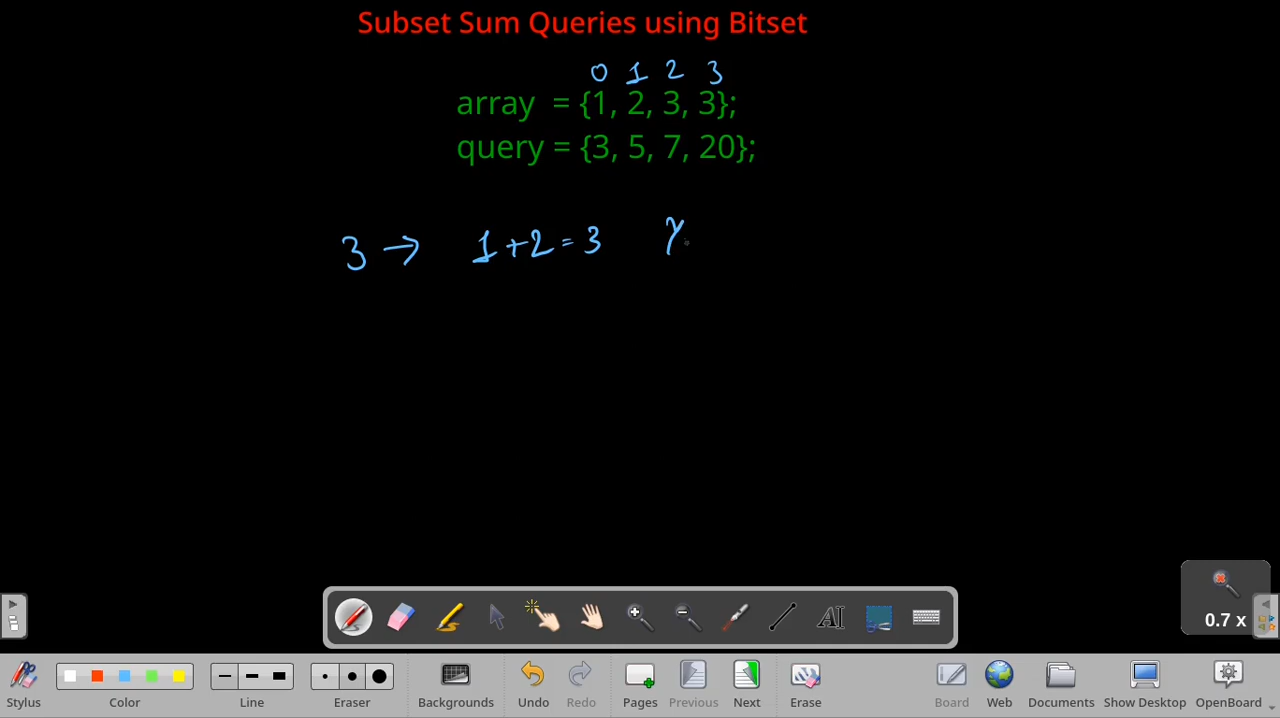 Subset Sum Queries using Bitset
0 1 2 3
array = {1, 2, 3, 3};
query = {3, 5, 7, 20};
3 → 1+2=3 Y
0.7 x
Stylus Color Line Eraser Backgrounds Undo Redo Pages Previous Next Erase Board Web Documents Show Desktop OpenBoard